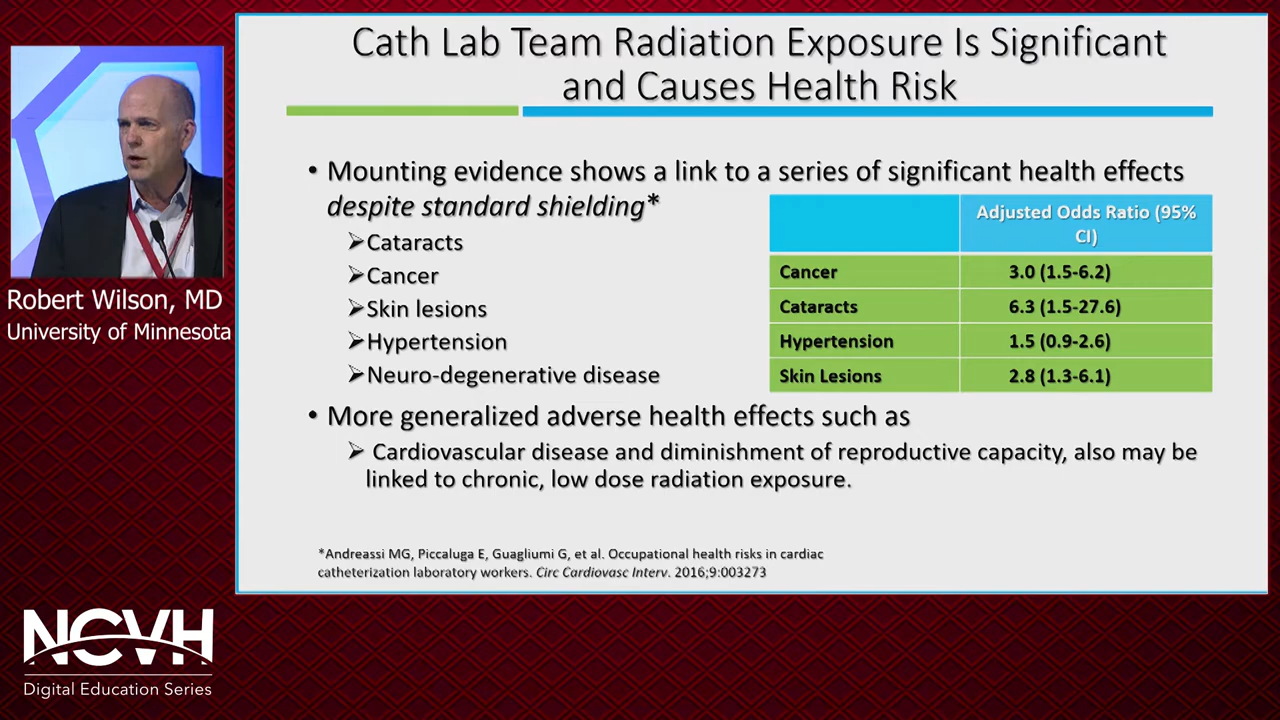 Cath Lab Team Radiation Exposure Is Significant
and Causes Health Risk
Robert Wilson, MD
University of Minnesota
• Mounting evidence shows a link to a series of significant health effects
despite standard shielding*
➢Cataracts
➢Cancer
➢Skin lesions
➢Hypertension
➢Neuro-degenerative disease
Adjusted Odds Ratio (95%
CI)
Cancer 3.0 (1.5-6.2)
Cataracts 6.3 (1.5-27.6)
Hypertension 1.5 (0.9-2.6)
Skin Lesions 2.8 (1.3-6.1)
• More generalized adverse health effects such as
➢ Cardiovascular disease and diminishment of reproductive capacity, also may be
linked to chronic, low dose radiation exposure.
*Andreassi MG, Piccaluga E, Guagliumi G, et al. Occupational health risks in cardiac
catheterization laboratory workers. Circ Cardiovasc Interv. 2016;9:003273
NCVH
Digital Education Series